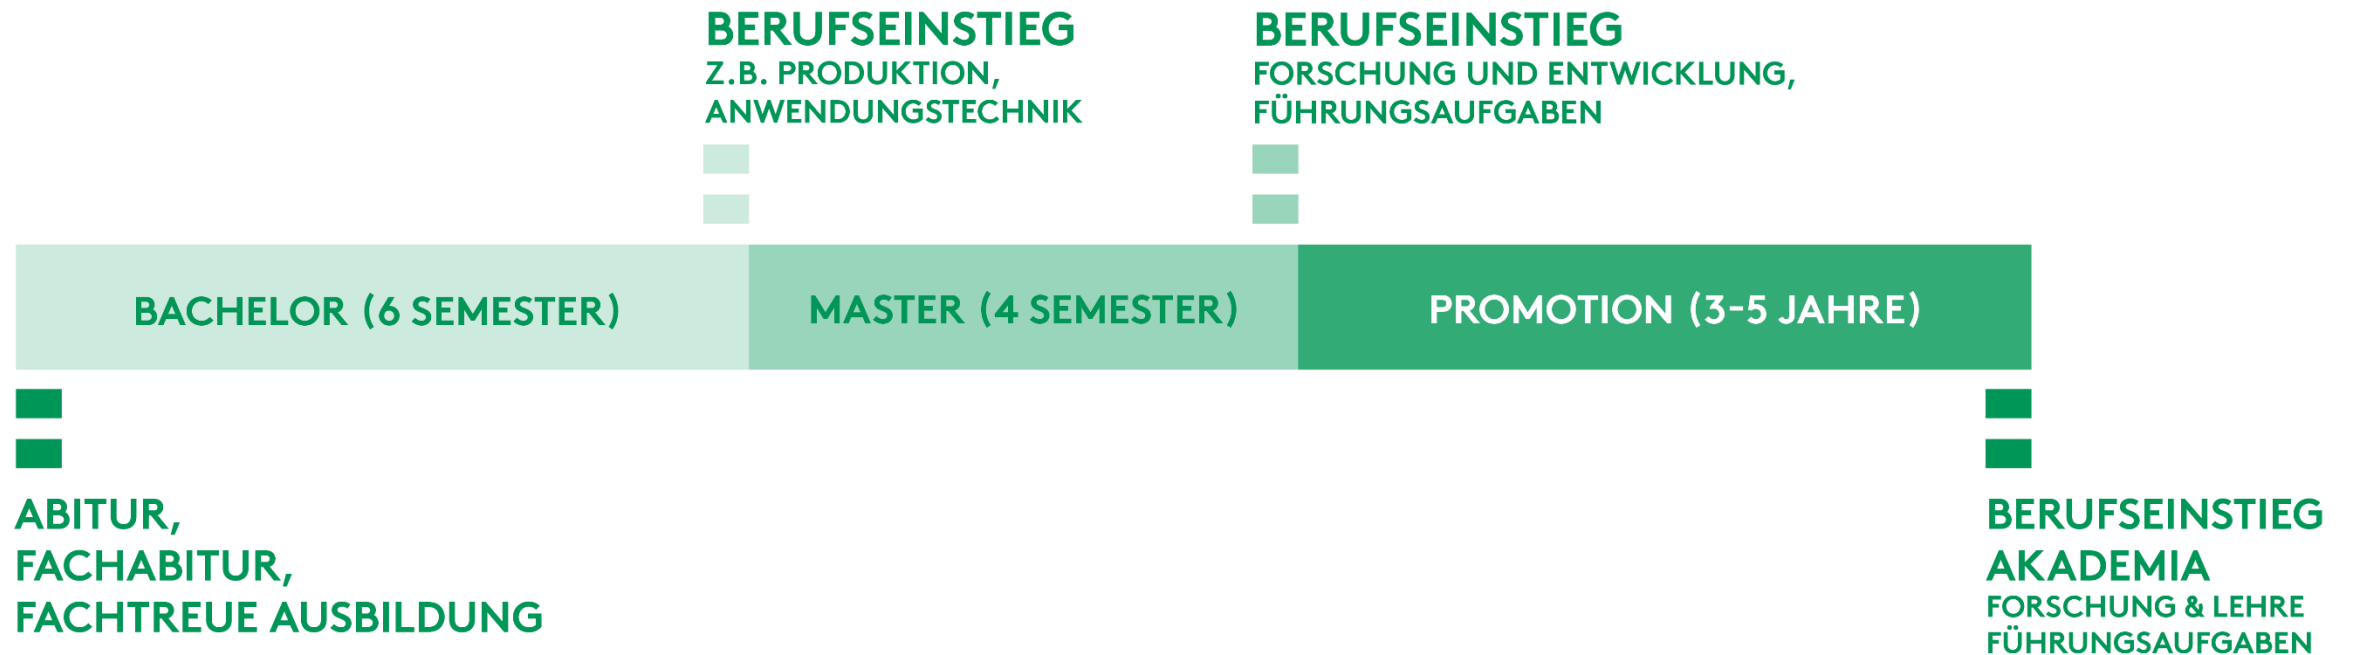 BERUFSEINSTIEG
Z.B. PRODUKTION,
ANWENDUNGSTECHNIK
BERUFSEINSTIEG
FORSCHUNG UND ENTWICKLUNG,
FÜHRUNGSAUFGABEN
BACHELOR (6 SEMESTER)
MASTER (4 SEMESTER)
PROMOTION (3-5 JAHRE)
ABITUR,
FACHABITUR,
FACHTREUE AUSBILDUNG
BERUFSEINSTIEG
AKADEMIA
FORSCHUNG & LEHRE
FÜHRUNGSAUFGABEN